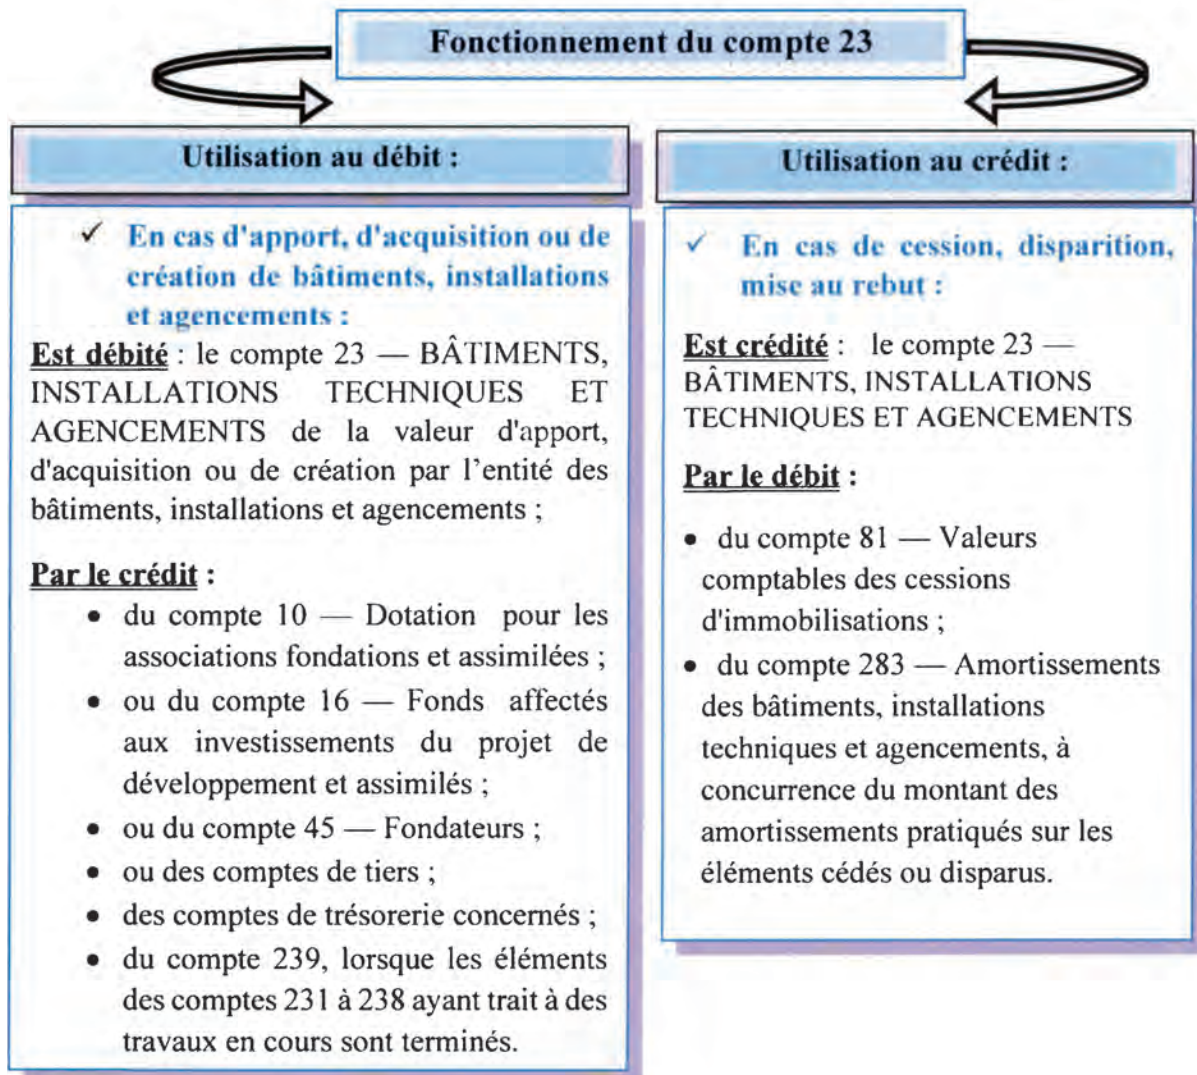 Fonctionnement du compte 23
Utilisation au débit :
✓ En cas d'apport, d'acquisition ou de
création de bâtiments, installations
et agencements :
Est débité : le compte 23 — BÂTIMENTS,
INSTALLATIONS TECHNIQUES ET
AGENCEMENTS de la valeur d'apport,
d'acquisition ou de création par l'entité des
bâtiments, installations et agencements ;
Par le crédit :
• du compte 10 — Dotation pour les
associations fondations et assimilées ;
• ou du compte 16 — Fonds affectés
aux investissements du projet de
développement et assimilés ;
• ou du compte 45 — Fondateurs ;
• ou des comptes de tiers ;
• des comptes de trésorerie concernés ;
• du compte 239, lorsque les éléments
des comptes 231 à 238 ayant trait à des
travaux en cours sont terminés.
Utilisation au crédit :
✓ En cas de cession, disparition,
mise au rebut :
Est crédité : le compte 23 —
BÂTIMENTS, INSTALLATIONS
TECHNIQUES ET AGENCEMENTS
Par le débit :
• du compte 81 — Valeurs
comptables des cessions
d'immobilisations ;
• du compte 283 — Amortissements
des bâtiments, installations
techniques et agencements, à
concurrence du montant des
amortissements pratiqués sur les
éléments cédés ou disparus.